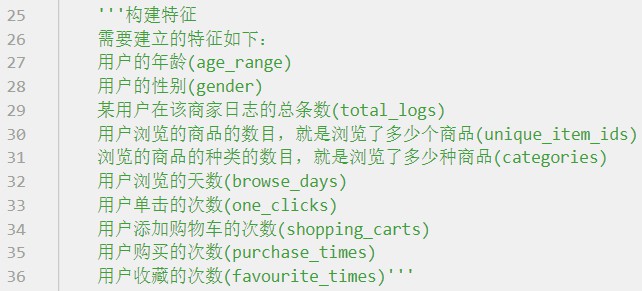 25 '''构建特征
26 需要建立的特征如下：
27 用户的年龄(age_range)
28 用户的性别(gender)
29 某用户在该商家日志的总条数(total_logs)
30 用户浏览的商品的数目，就是浏览了多少个商品(unique_item_ids)
31 浏览的商品的种类的数目，就是浏览了多少种商品(categories)
32 用户浏览的天数(browse_days)
33 用户单击的次数(one_clicks)
34 用户添加购物车的次数(shopping_carts)
35 用户购买的次数(purchase_times)
36 用户收藏的次数(favourite_times)'''